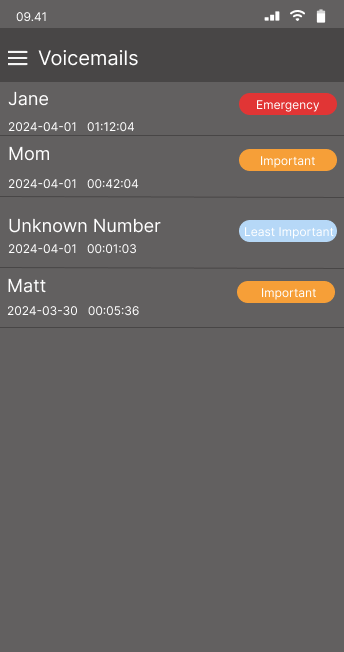 09.41
Voicemails
Jane
Emergency
2024-04-01 01:12:04
Mom
Important
2024-04-01 00:42:04
Unknown Number
Least Important
2024-04-01 00:01:03
Matt
Important
2024-03-30 00:05:36